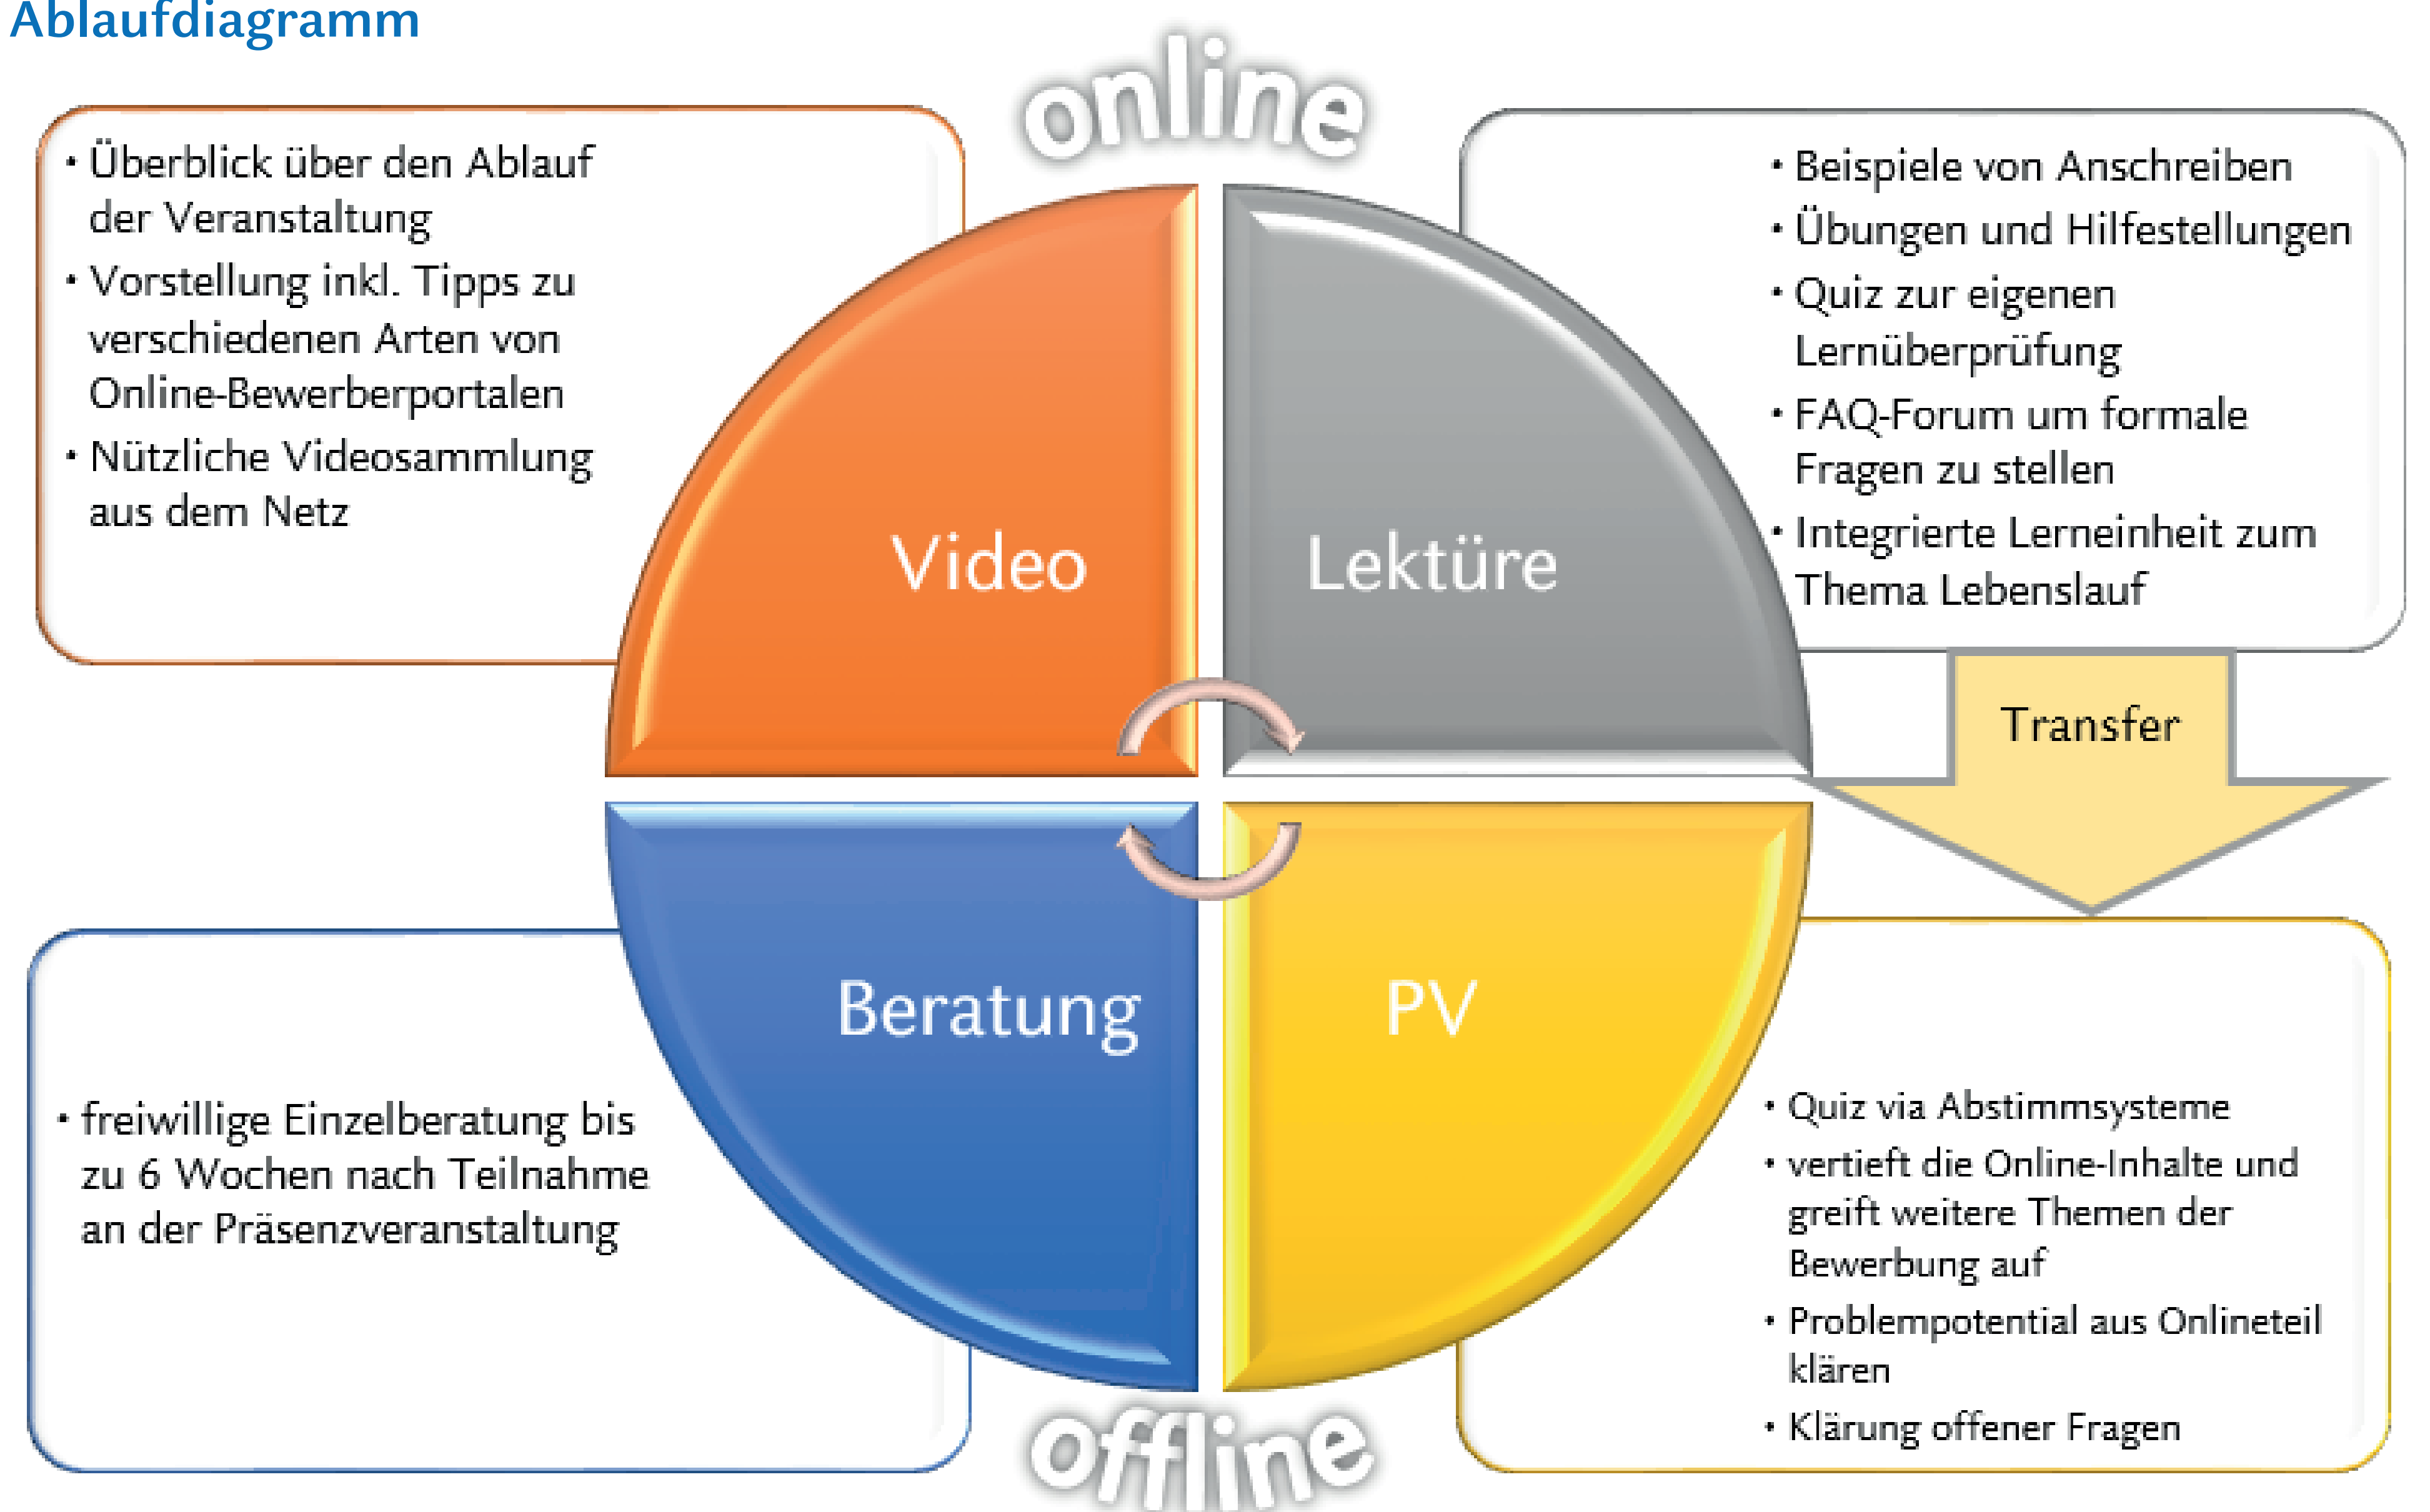 Ablaufdiagramm
online
• Überblick über den Ablauf
der Veranstaltung
• Vorstellung inkl. Tipps zu
verschiedenen Arten von
Online-Bewerberportalen
• Nützliche Videosammlung
aus dem Netz
Video
Lektüre
• Beispiele von Anschreiben
• Übungen und Hilfestellungen
• Quiz zur eigenen
Lernüberprüfung
• FAQ-Forum um formale
Fragen zu stellen
• Integrierte Lerneinheit zum
Thema Lebenslauf
Transfer
Beratung
PV
• freiwillige Einzelberatung bis
zu 6 Wochen nach Teilnahme
an der Präsenzveranstaltung
• Quiz via Abstimmsysteme
• vertieft die Online-Inhalte und
greift weitere Themen der
Bewerbung auf
• Problempotential aus Onlineteil
klären
• Klärung offener Fragen
offline